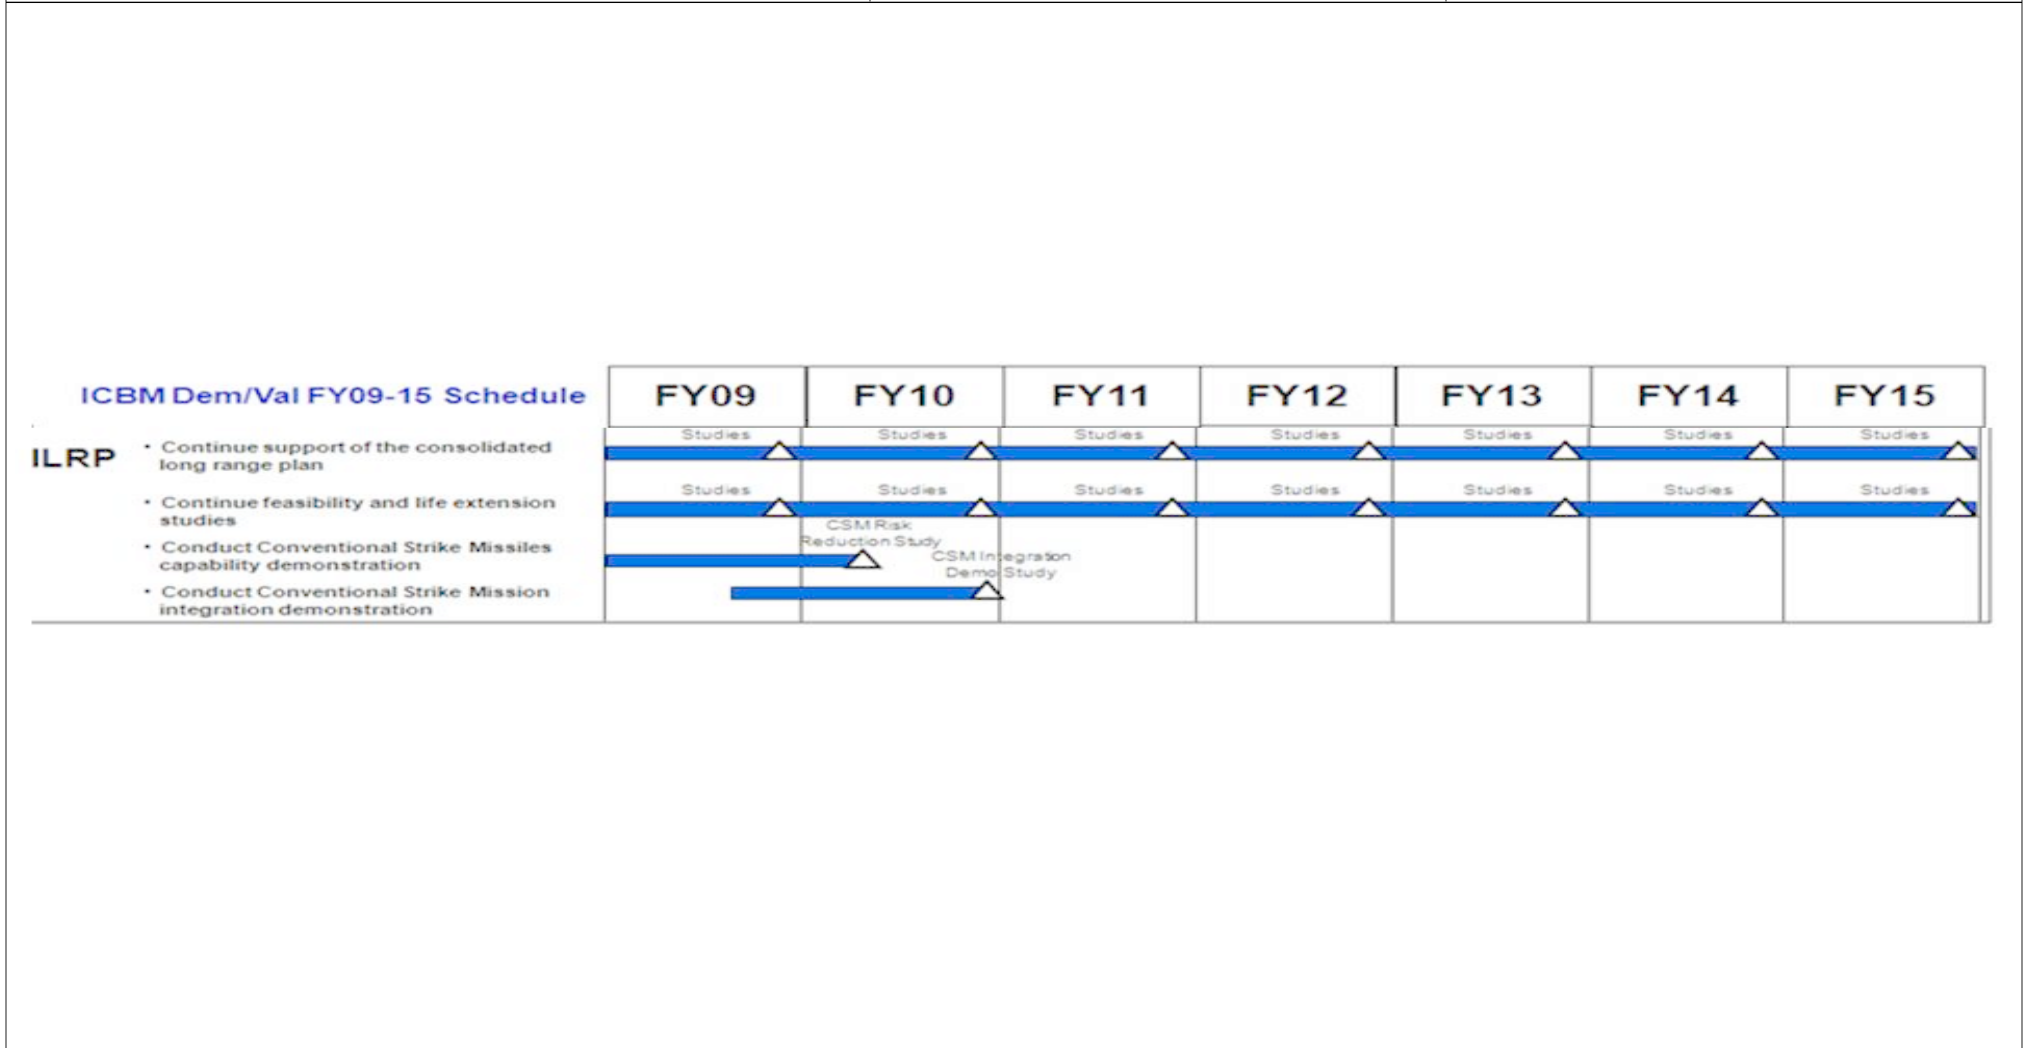 ICBM Dem/Val FY09-15 Schedule FY09 FY10 FY11 FY12 FY13 FY14 FY15
Studies Studies Studies Studies Studies Studies Studies
ILRP • Continue support of the consolidated
long range plan
Studies Studies Studies Studies Studies Studies Studies
• Continue feasibility and life extension
studies
CSM Risk
Reduction Study
• Conduct Conventional Strike Missiles
capability demonstration
CSM Integration
Demo Study
• Conduct Conventional Strike Mission
integration demonstration